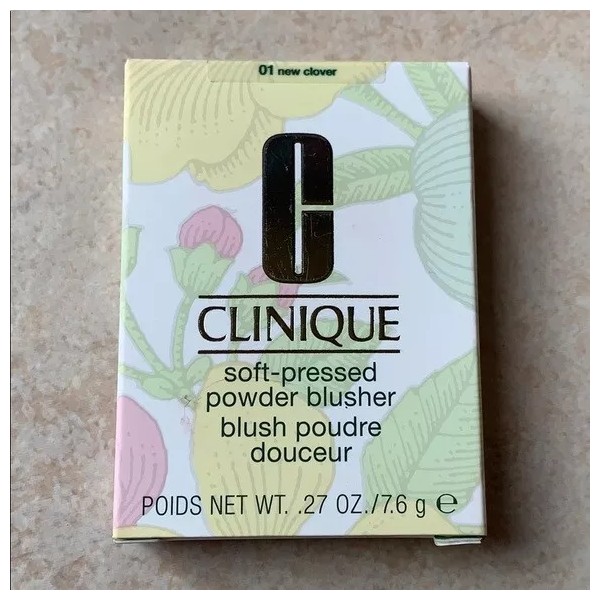 01 new clover
C
CLINIQUE
soft-pressed
powder blusher
blush poudre
douceur
POIDS NET WT. .27 OZ./7.6 g ℮